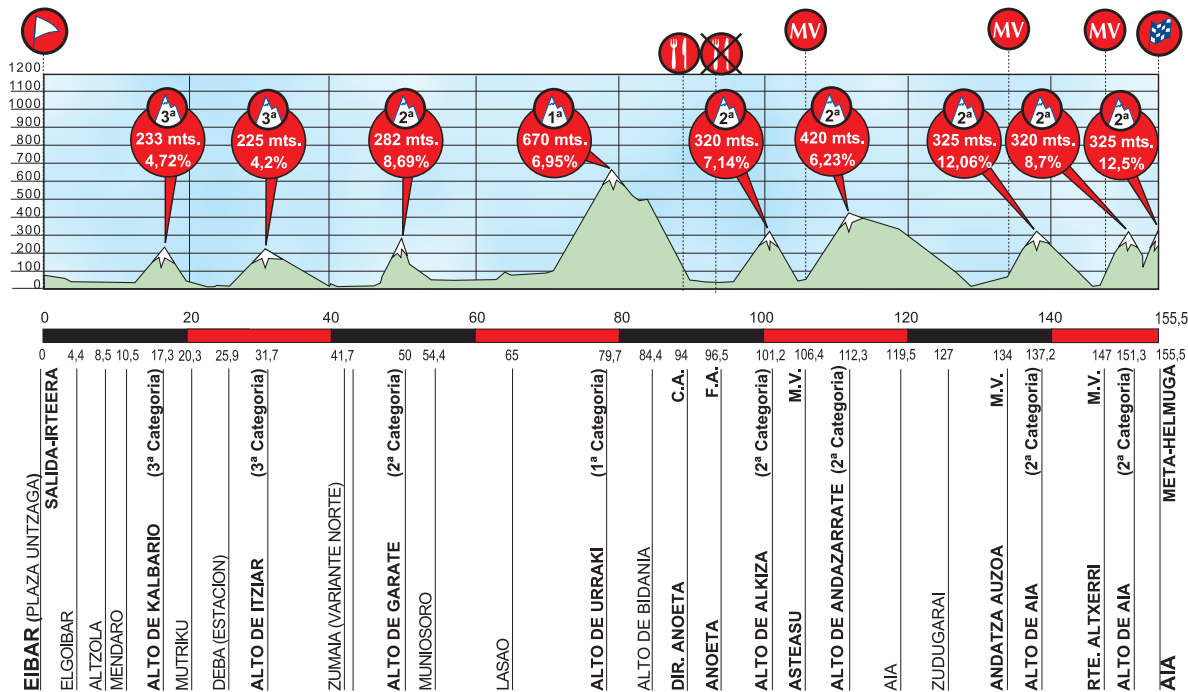 MV
MV
MV
1200
1100
1000
900
800
700
600
500
400
300
200
100
0
3ª
233 mts.
4,72%
3ª
225 mts.
4,2%
2ª
282 mts.
8,69%
1ª
670 mts.
6,95%
2ª
320 mts.
7,14%
2ª
420 mts.
6,23%
2ª
325 mts.
12,06%
2ª
320 mts.
8,7%
2ª
325 mts.
12,5%
0 20 40 60 80 100 120 140 155,5
0 4,4 8,5 10,5 17,3 20,3 25,9 31,7 41,7 50 54,4 65 79,7 84,4 94 96,5 101,2 106,4 112,3 119,5 127 134 137,2 147 151,3 155,5
EIBAR (PLAZA UNTZAGA)
SALIDA-IRTEERA
ELGOIBAR
ALTZOLA
MENDARO
ALTO DE KALBARIO (3ª Categoria)
MUTRIKU
DEBA (ESTACION)
ALTO DE ITZIAR (3ª Categoria)
ZUMAIA (VARIANTE NORTE)
ALTO DE GARATE (2ª Categoria)
MUNIOSORO
LASAO
ALTO DE URRAKI (1ª Categoria)
ALTO DE BIDANIA
DIR. ANOETA C.A.
ANOETA F.A.
ALTO DE ALKIZA (2ª Categoria)
ASTEASU M.V.
ALTO DE ANDAZARRATE (2ª Categoria)
AIA
ZUDUGARAI
ANDATZA AUZOA M.V.
ALTO DE AIA (2ª Categoria)
RTE. ALTXERRI M.V.
ALTO DE AIA (2ª Categoria)
AIA META-HELMUGA